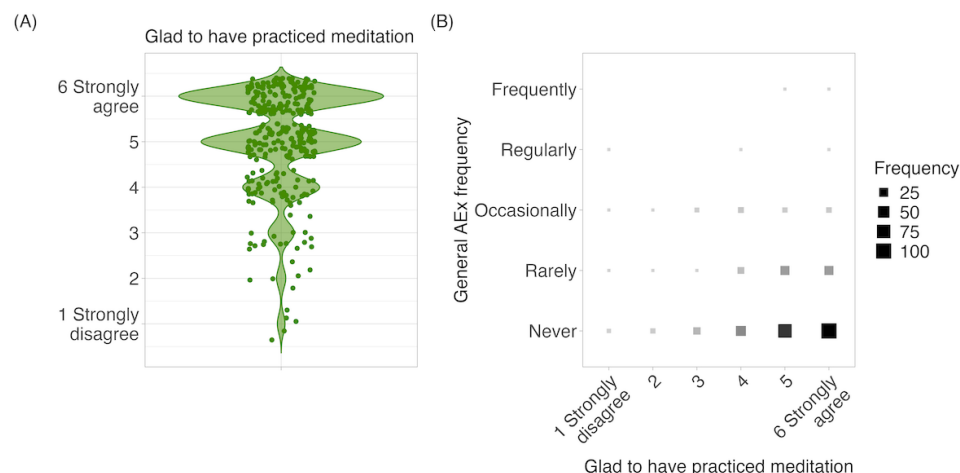 (A)
Glad to have practiced meditation
6 Strongly
agree
5
4
3
2
1 Strongly
disagree
(B)
General AEx frequency
Frequently
Regularly
Occasionally
Rarely
Never
1 Strongly
disagree
2
3
4
5
6 Strongly
agree
Glad to have practiced meditation
Frequency
25
50
75
100